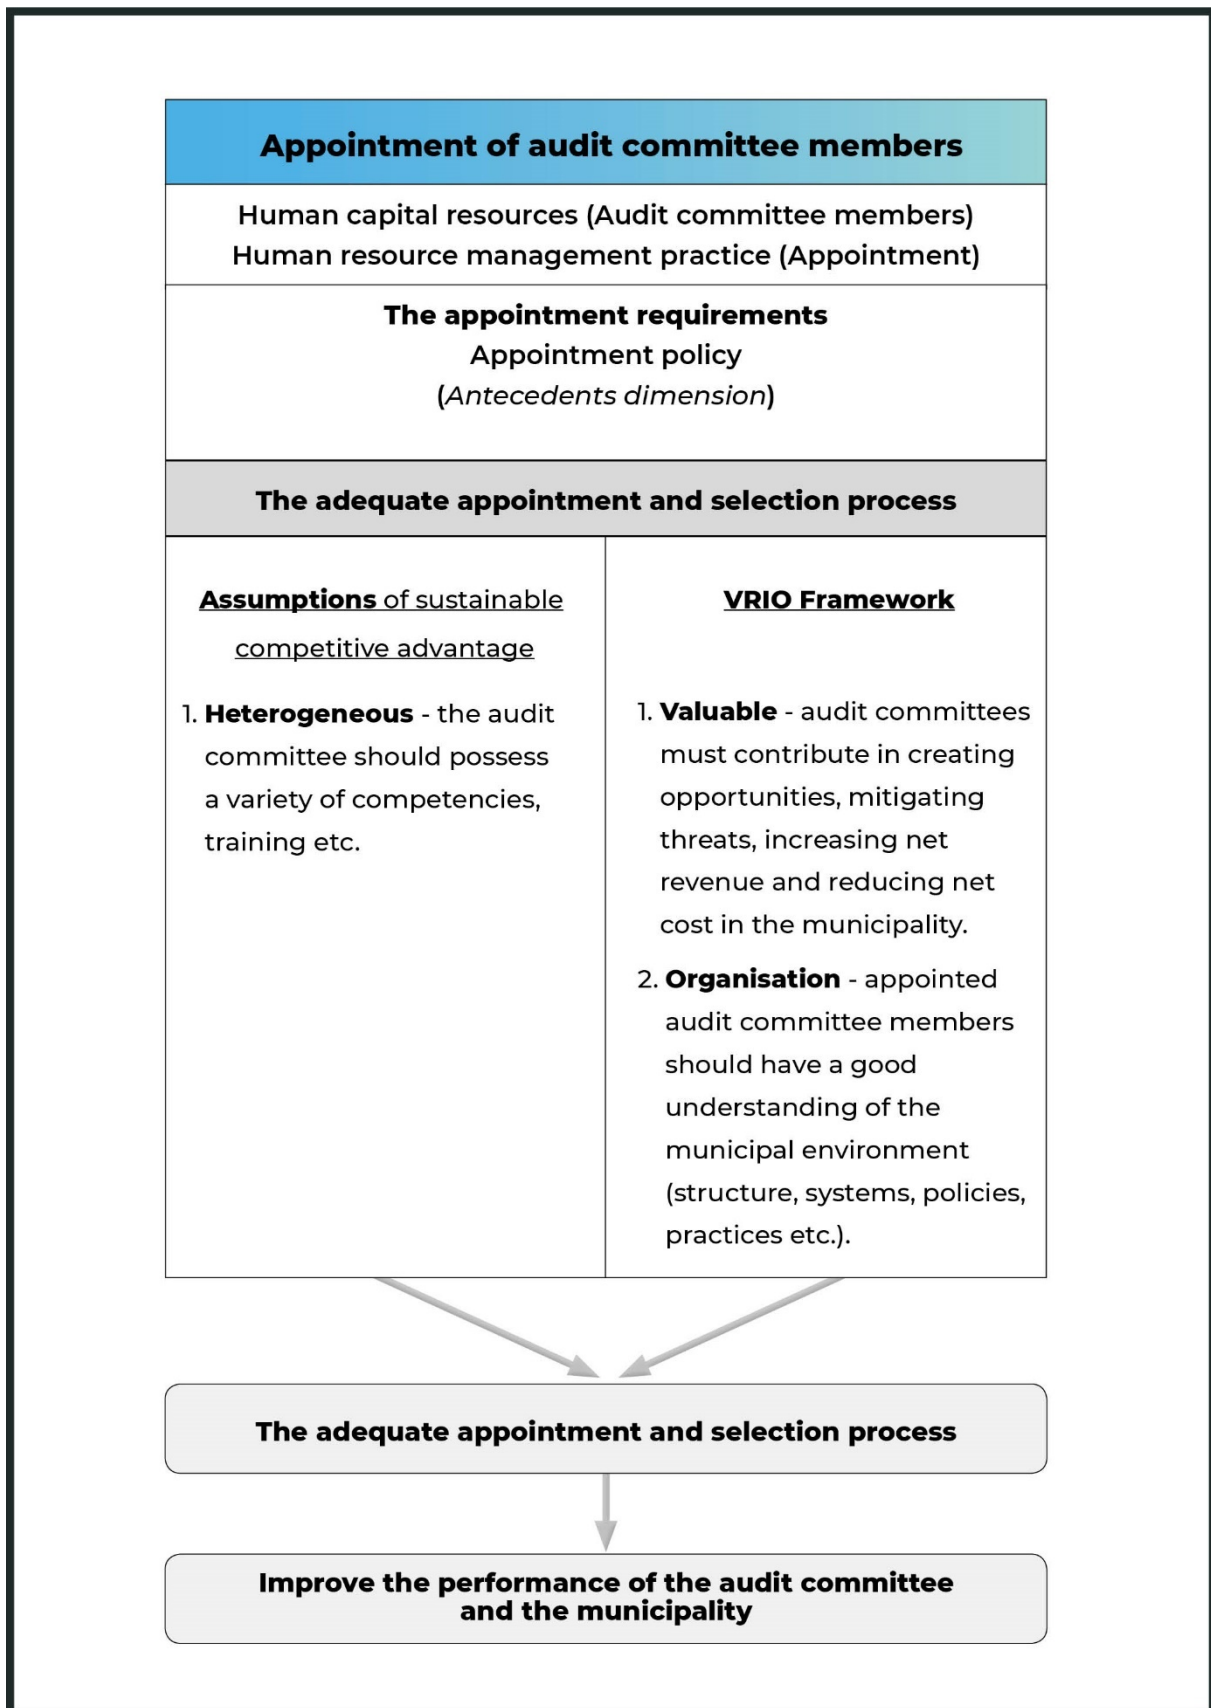 Appointment of audit committee members
Human capital resources (Audit committee members)
Human resource management practice (Appointment)
The appointment requirements
Appointment policy
(Antecedents dimension)
The adequate appointment and selection process
Assumptions of sustainable
competitive advantage
1. Heterogeneous - the audit
committee should possess
a variety of competencies,
training etc.
VRIO Framework
1. Valuable - audit committees
must contribute in creating
opportunities, mitigating
threats, increasing net
revenue and reducing net
cost in the municipality.
2. Organisation - appointed
audit committee members
should have a good
understanding of the
municipal environment
(structure, systems, policies,
practices etc.).
The adequate appointment and selection process
Improve the performance of the audit committee
and the municipality